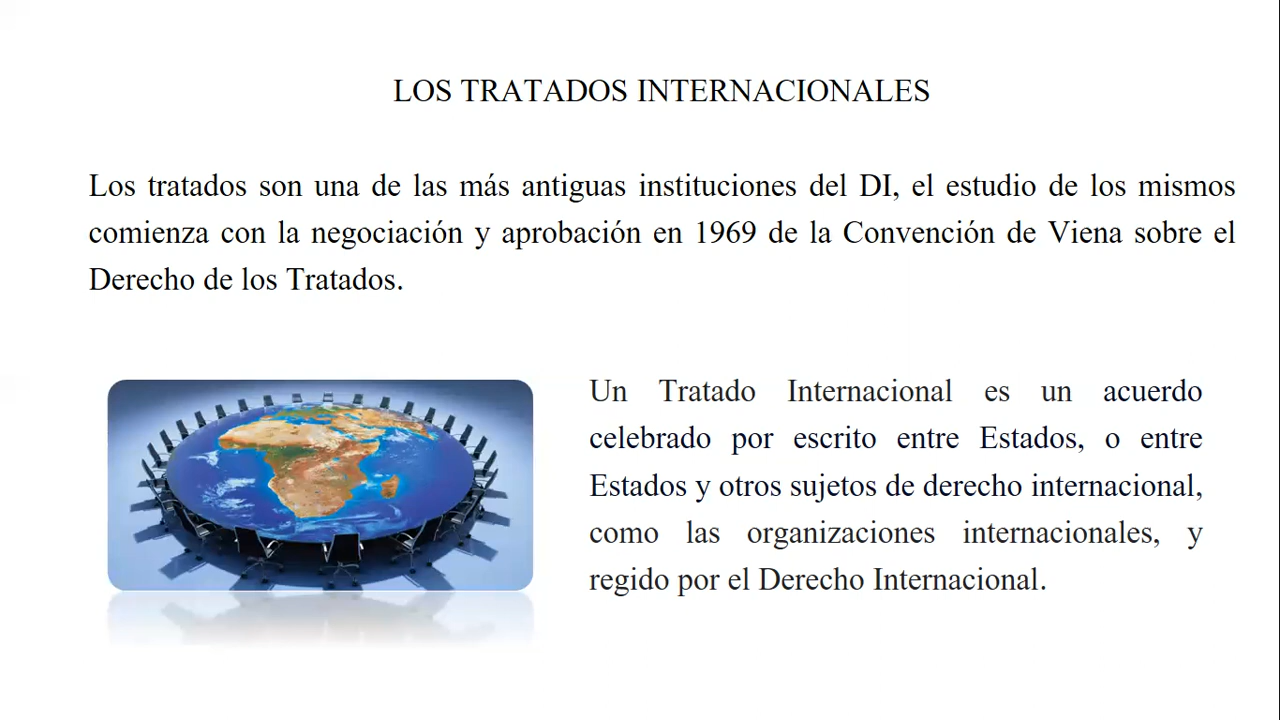 LOS TRATADOS INTERNACIONALES
Los tratados son una de las más antiguas instituciones del DI, el estudio de los mismos
comienza con la negociación y aprobación en 1969 de la Convención de Viena sobre el
Derecho de los Tratados.
Un Tratado Internacional es un acuerdo
celebrado por escrito entre Estados, o entre
Estados y otros sujetos de derecho internacional,
como las organizaciones internacionales, y
regido por el Derecho Internacional.